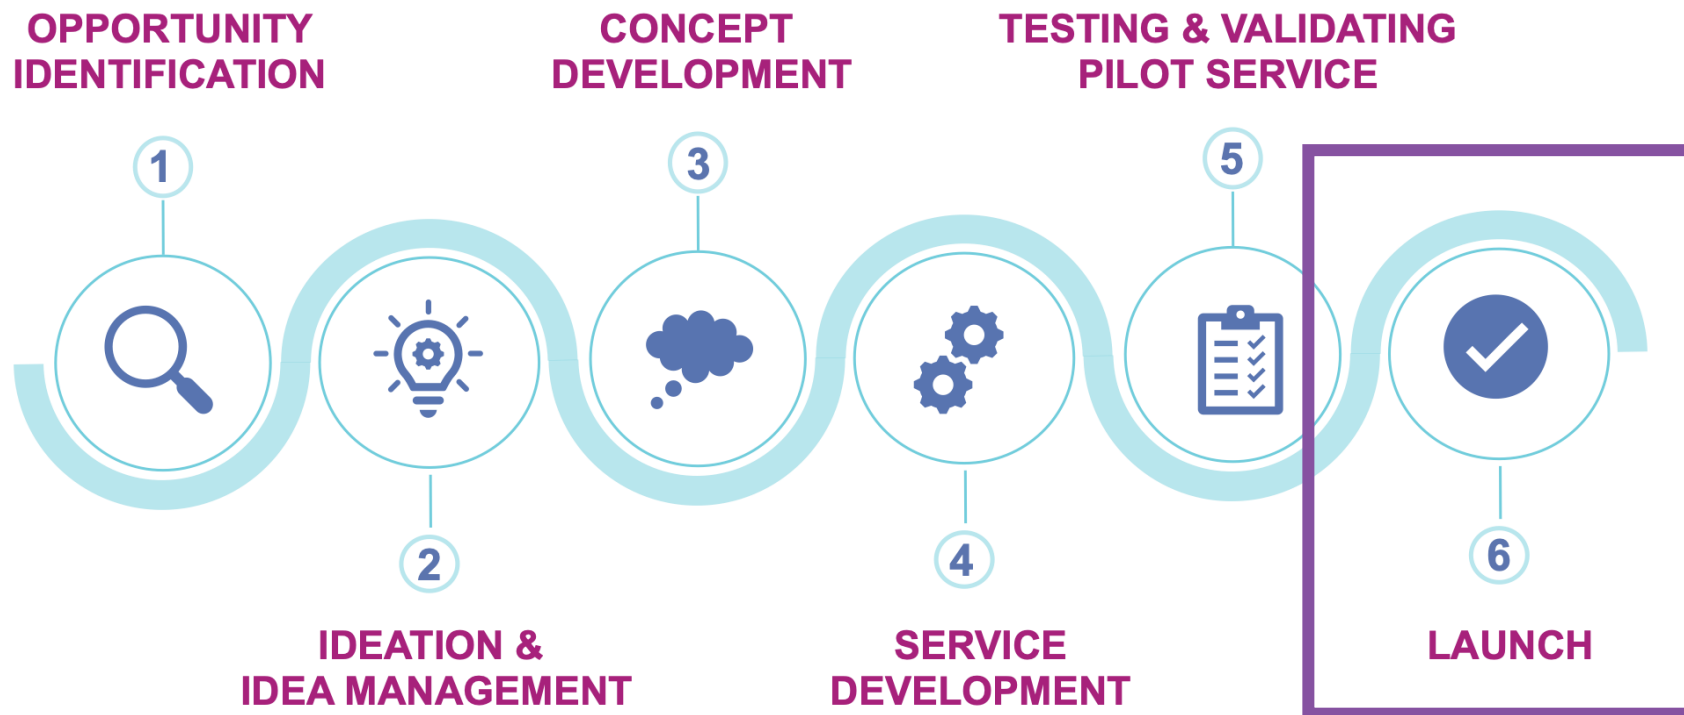 OPPORTUNITY
IDENTIFICATION
1
IDEATION &
IDEA MANAGEMENT
2
CONCEPT
DEVELOPMENT
3
SERVICE
DEVELOPMENT
4
TESTING & VALIDATING
PILOT SERVICE
5
LAUNCH
6